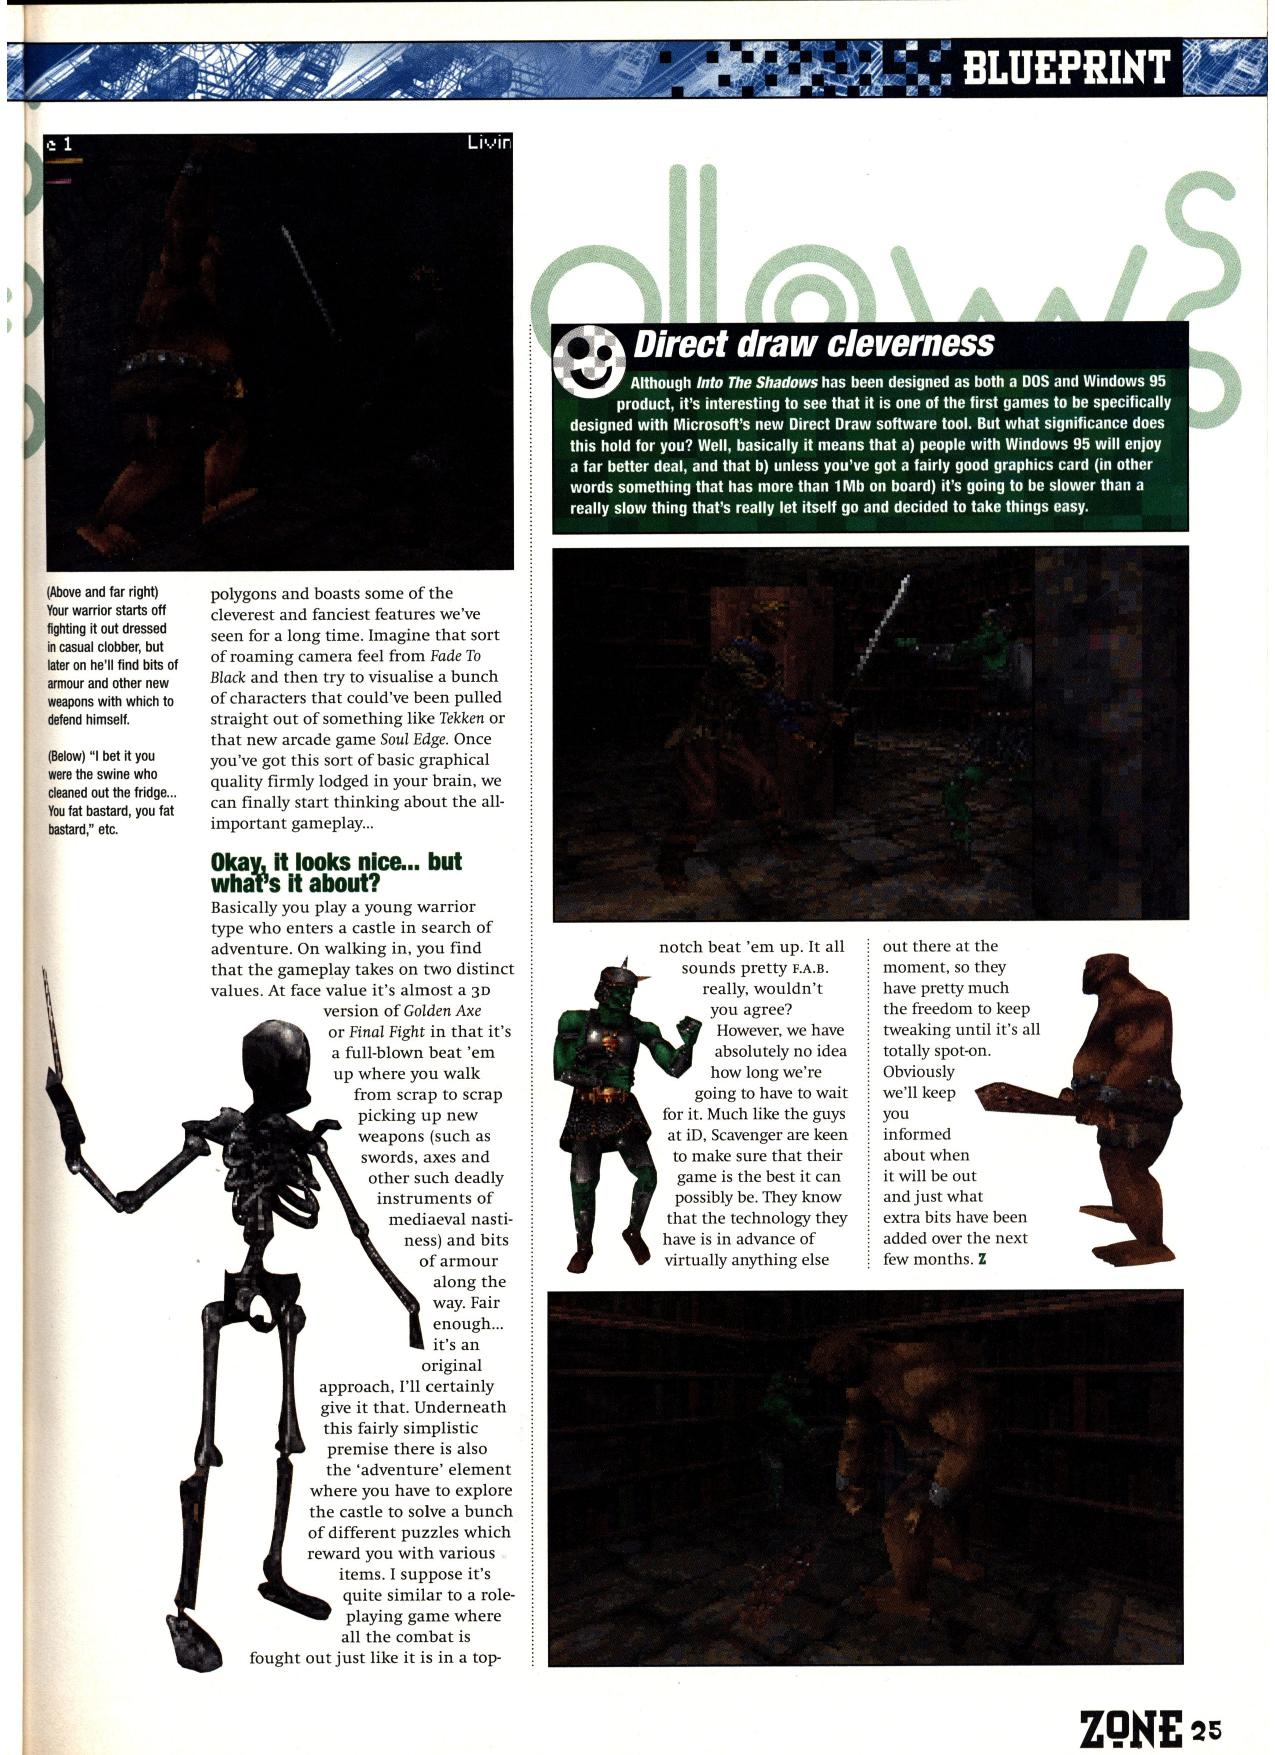 BLUEPRINT
e 1
Livin
dows
Direct draw cleverness
Although Into The Shadows has been designed as both a DOS and Windows 95
product, it's interesting to see that it is one of the first games to be specifically
designed with Microsoft's new Direct Draw software tool. But what significance does
this hold for you? Well, basically it means that a) people with Windows 95 will enjoy
a far better deal, and that b) unless you've got a fairly good graphics card (in other
words something that has more than 1Mb on board) it's going to be slower than a
really slow thing that's really let itself go and decided to take things easy.
(Above and far right)
Your warrior starts off
fighting it out dressed
in casual clobber, but
later on he'll find bits of
armour and other new
weapons with which to
defend himself.
(Below) "I bet it you
were the swine who
cleaned out the fridge...
You fat bastard, you fat
bastard," etc.
polygons and boasts some of the
cleverest and fanciest features we've
seen for a long time. Imagine that sort
of roaming camera feel from Fade To
Black and then try to visualise a bunch
of characters that could've been pulled
straight out of something like Tekken or
that new arcade game Soul Edge. Once
you've got this sort of basic graphical
quality firmly lodged in your brain, we
can finally start thinking about the all-
important gameplay...
Okay, it looks nice... but
what's it about?
Basically you play a young warrior
type who enters a castle in search of
adventure. On walking in, you find
that the gameplay takes on two distinct
values. At face value it's almost a 3D
version of Golden Axe
or Final Fight in that it's
a full-blown beat 'em
up where you walk
from scrap to scrap
picking up new
weapons (such as
swords, axes and
other such deadly
instruments of
mediaeval nasti-
ness) and bits
of armour
along the
way. Fair
enough...
it's an
original
approach, I'll certainly
give it that. Underneath
this fairly simplistic
premise there is also
the 'adventure' element
where you have to explore
the castle to solve a bunch
of different puzzles which
reward you with various
items. I suppose it's
quite similar to a role-
playing game where
all the combat is
fought out just like it is in a top-
notch beat 'em up. It all
sounds pretty F.A.B.
really, wouldn't
you agree?
However, we have
absolutely no idea
how long we're
going to have to wait
for it. Much like the guys
at iD, Scavenger are keen
to make sure that their
game is the best it can
possibly be. They know
that the technology they
have is in advance of
virtually anything else
out there at the
moment, so they
have pretty much
the freedom to keep
tweaking until it's all
totally spot-on.
Obviously
we'll keep
you
informed
about when
it will be out
and just what
extra bits have been
added over the next
few months. Z
ZONE 25